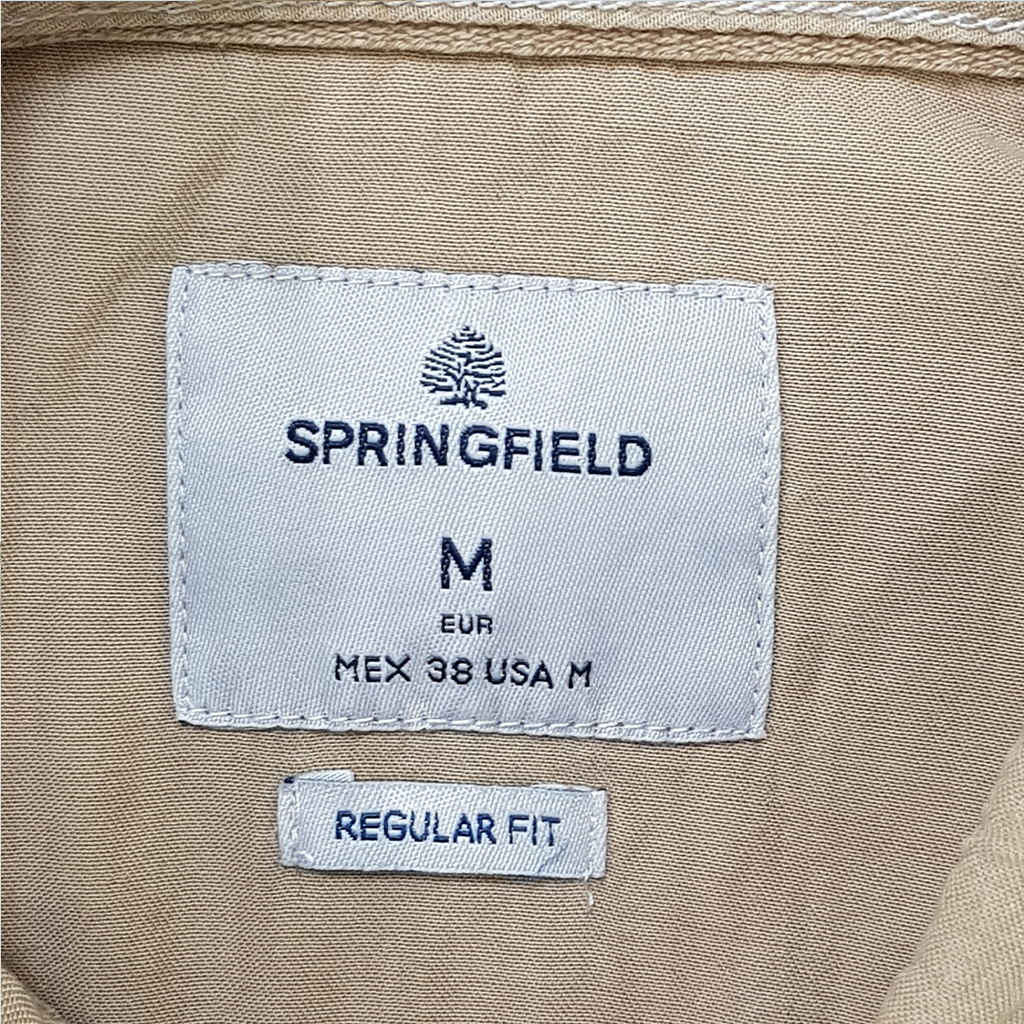 SPRINGFIELD
M
EUR
MEX 38 USA M
REGULAR FIT